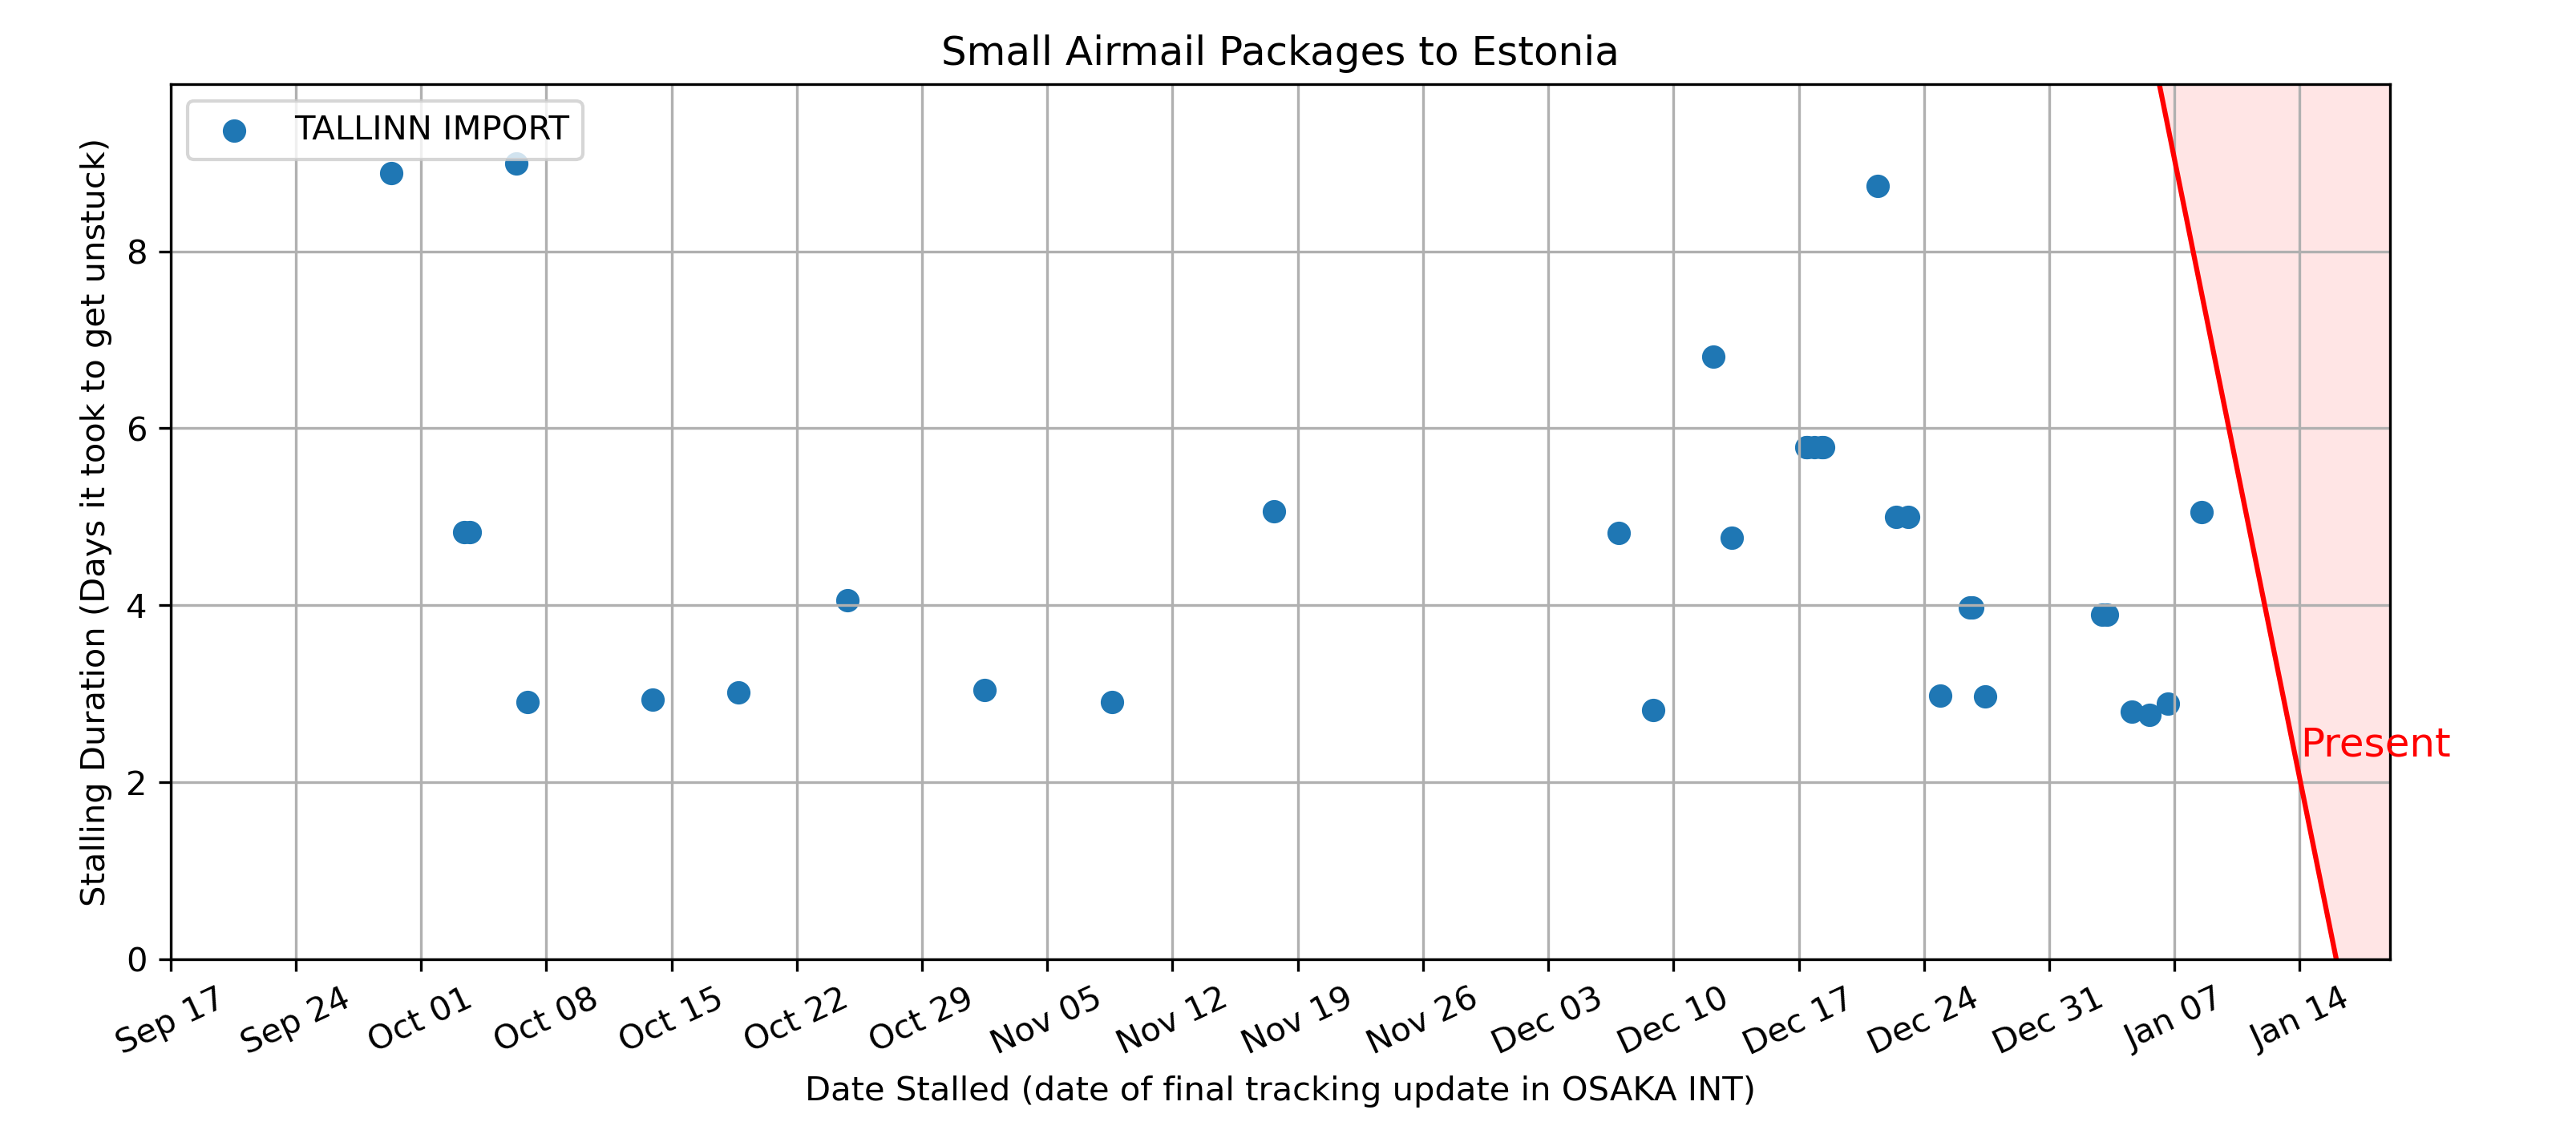 Small Airmail Packages to Estonia
TALLINN IMPORT
Stalling Duration (Days it took to get unstuck)
8
6
4
2
0
Present
Sep 17 Sep 24 Oct 01 Oct 08 Oct 15 Oct 22 Oct 29 Nov 05 Nov 12 Nov 19 Nov 26 Dec 03 Dec 10 Dec 17 Dec 24 Dec 31 Jan 07 Jan 14
Date Stalled (date of final tracking update in OSAKA INT)